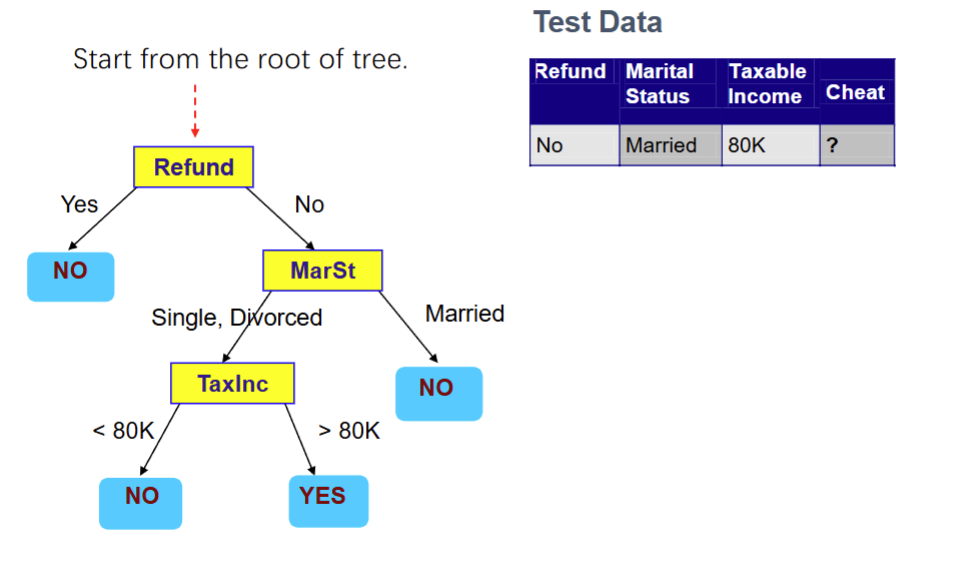 Test Data
Start from the root of tree.
Refund Marital Status Taxable Income Cheat
No Married 80K ?
Refund
Yes No
NO
MarSt
Single, Divorced Married
TaxInc
NO
< 80K > 80K
NO YES